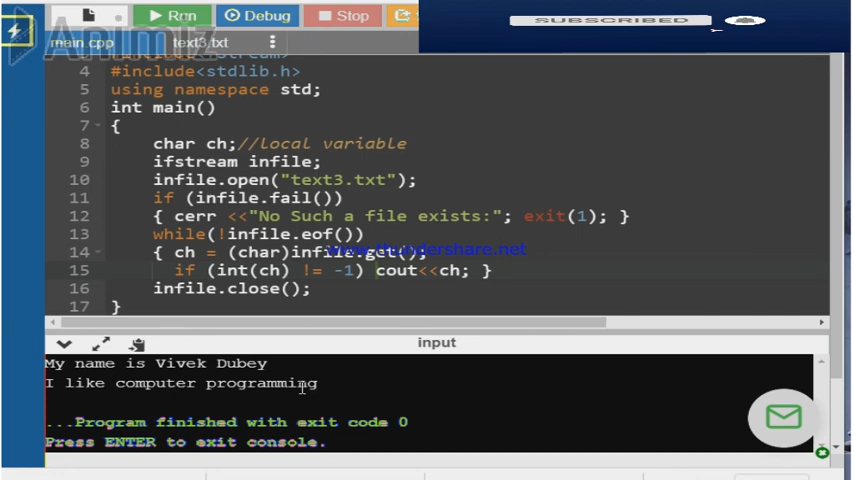 Run
Debug
Stop
SUBSCRIBED
Animiz
main.cpp
text3.txt
4 #include<stdlib.h>
5 using namespace std;
6 int main()
7 {
8 char ch;//local variable
9 ifstream infile;
10 infile.open("text3.txt");
11 if (infile.fail())
12 { cerr <<"No Such a file exists:"; exit(1); }
13 while(!infile.eof())
www.thundershare.net
14 { ch = (char)infile.get();
15 if (int(ch) != -1) cout<<ch; }
16 infile.close();
17 }
input
My name is Vivek Dubey
I like computer programming
...Program finished with exit code 0
Press ENTER to exit console.